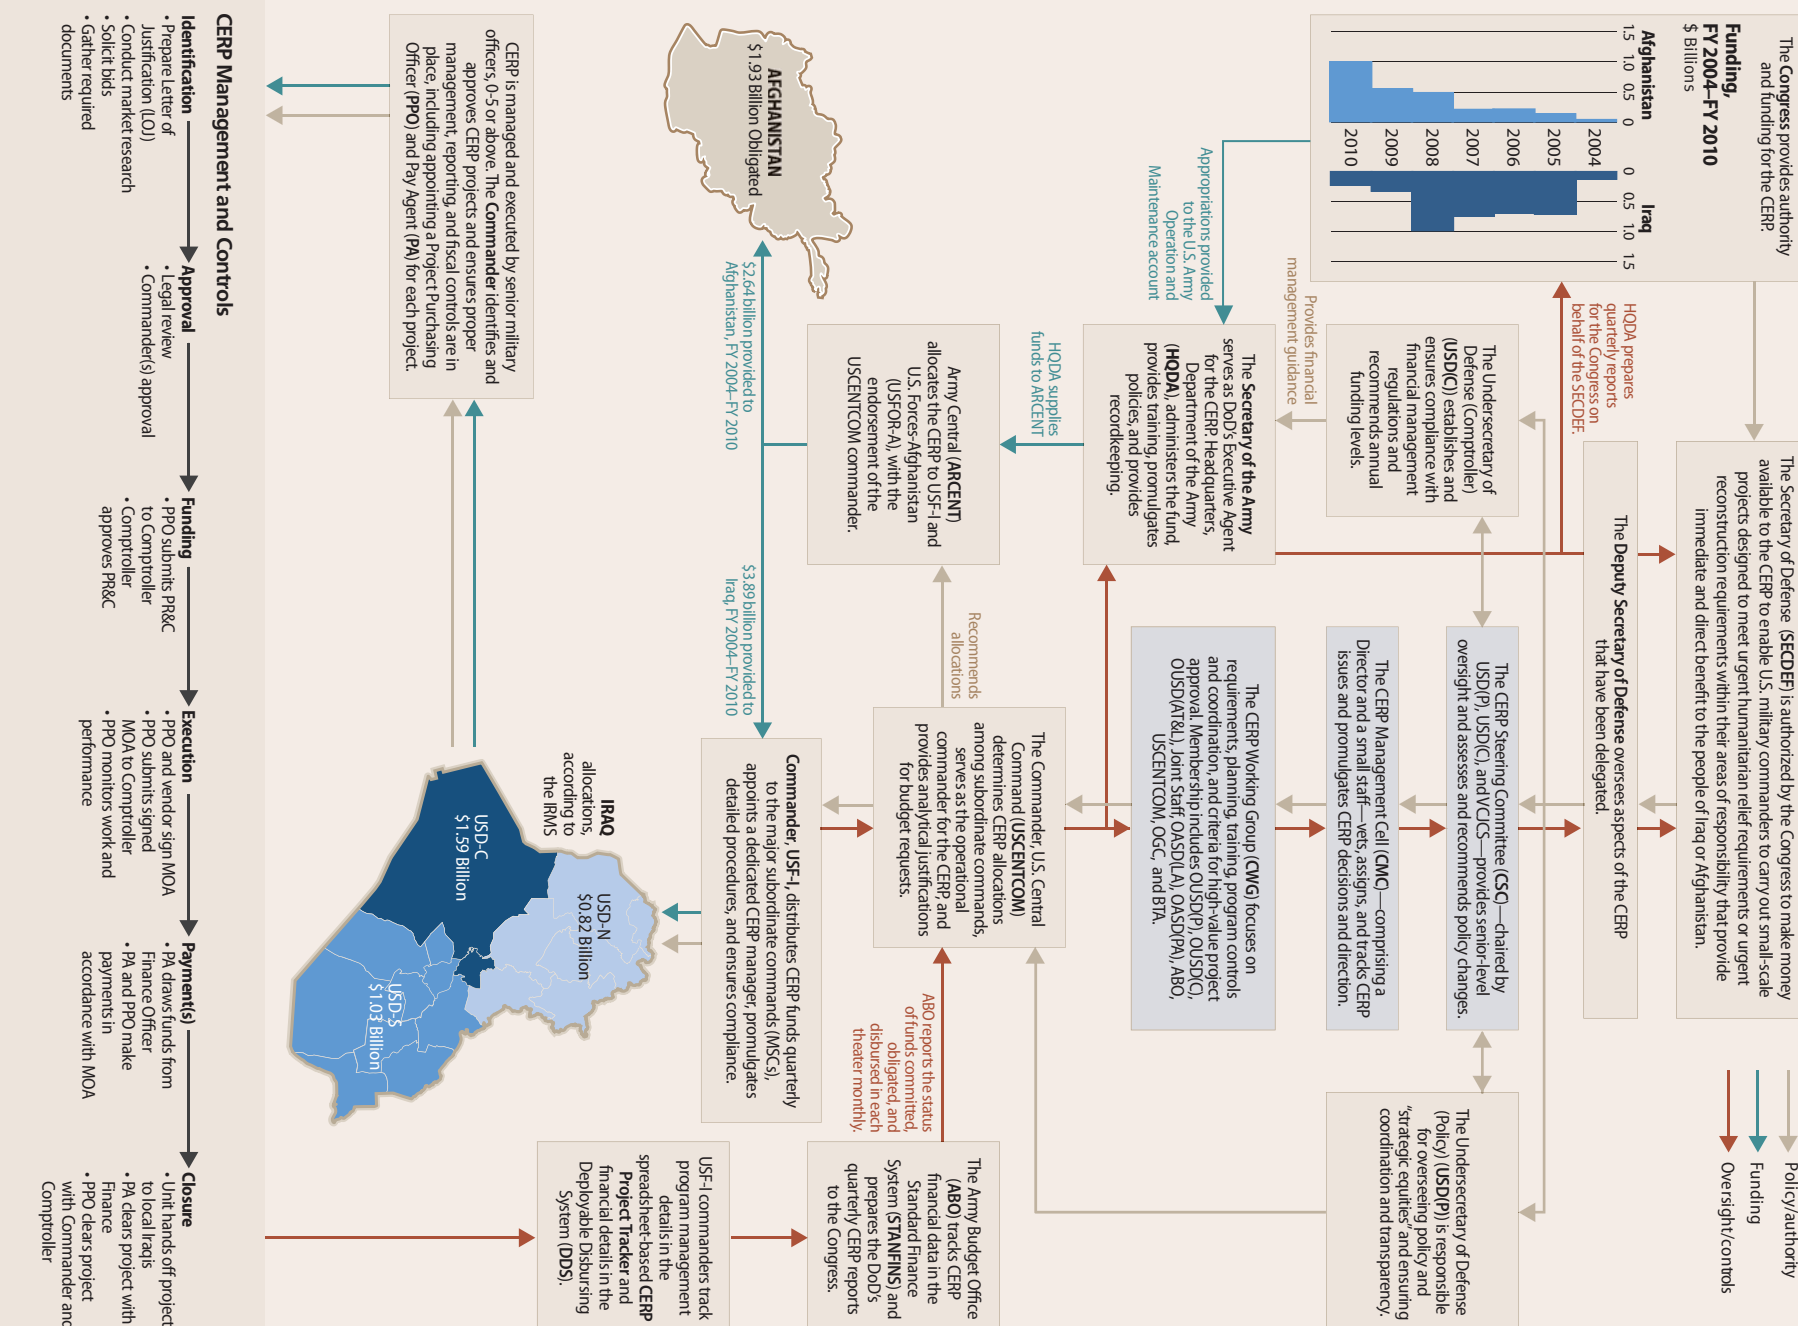 The Congress provides authority
and funding for the CERP.
Funding,
FY 2004–FY 2010
$ Billions
Afghanistan
Iraq
1.5
1.0
0.5
0
0
0.5
1.0
1.5
2004
2005
2006
2007
2008
2009
2010
The Secretary of Defense (SECDEF) is authorized by the Congress to make money
available to the CERP to enable U.S. military commanders to carry out small-scale
projects designed to meet urgent humanitarian relief requirements or urgent
reconstruction requirements within their areas of responsibility that provide
immediate and direct benefit to the people of Iraq or Afghanistan.
Policy/authority
Funding
Oversight/controls
HQDA prepares
quarterly reports
for the Congress on
behalf of the SECDEF.
The Deputy Secretary of Defense oversees aspects of the CERP
that have been delegated.
The Undersecretary of
Defense (Comptroller)
(USD(C)) establishes and
ensures compliance with
financial management
regulations and
recommends annual
funding levels.
The CERP Steering Committee (CSC)—chaired by
USD(P), USD(C), and VCJCS—provides senior-level
oversight and assesses and recommends policy changes.
The CERP Management Cell (CMC)—comprising a
Director and a small staff—vets, assigns, and tracks CERP
issues and promulgates CERP decisions and direction.
The Undersecretary of Defense
(Policy) (USD(P)) is responsible
for overseeing policy and
“strategic equities” and ensuring
coordination and transparency.
Provides financial
management guidance
Appropriations provided
to the U.S. Army
Operation and
Maintenance account
The Secretary of the Army
serves as DoD’s Executive Agent
for the CERP. Headquarters,
Department of the Army
(HQDA), administers the fund,
provides training, promulgates
policies, and provides
recordkeeping.
The CERP Working Group (CWG) focuses on
requirements, planning, training, program controls
and coordination, and criteria for high-value project
approval. Membership includes OUSD(P), OUSD(C),
OUSD(AT&L), Joint Staff, OASD(LA), OASD(PA), ABO,
USCENTCOM, OGC, and BTA.
HQDA supplies
funds to ARCENT
Army Central (ARCENT)
allocates the CERP to USF-I and
U.S. Forces-Afghanistan
(USFOR-A), with the
endorsement of the
USCENTCOM commander.
Recommends
allocations
The Commander, U.S. Central
Command (USCENTCOM)
determines CERP allocations
among subordinate commands,
serves as the operational
commander for the CERP, and
provides analytical justifications
for budget requests.
ABO reports the status
of funds committed,
obligated, and
disbursed in each
theater monthly.
The Army Budget Office
(ABO) tracks CERP
financial data in the
Standard Finance
System (STANFINS) and
prepares the DoD’s
quarterly CERP reports
to the Congress.
AFGHANISTAN
$1.93 Billion Obligated
$2.64 billion provided to
Afghanistan, FY 2004–FY 2010
$3.89 billion provided to
Iraq, FY 2004–FY 2010
Commander, USF-I, distributes CERP funds quarterly
to the major subordinate commands (MSCs),
appoints a dedicated CERP manager, promulgates
detailed procedures, and ensures compliance.
USF-I commanders track
program management
details in the
spreadsheet-based CERP
Project Tracker and
financial details in the
Deployable Disbursing
System (DDS).
IRAQ
allocations,
according to
the IRMS
USD-N
$0.82 Billion
USD-C
$1.59 Billion
USD-S
$1.03 Billion
CERP is managed and executed by senior military
officers, 0-5 or above. The Commander identifies and
approves CERP projects and ensures proper
management, reporting, and fiscal controls are in
place, including appointing a Project Purchasing
Officer (PPO) and Pay Agent (PA) for each project.
CERP Management and Controls
Identification
• Prepare Letter of
Justification (LOJ)
• Conduct market research
• Solicit bids
• Gather required
documents
Approval
• Legal review
• Commander(s) approval
Funding
• PPO submits PR&C
to Comptroller
• Comptroller
approves PR&C
Execution
• PPO and vendor sign MOA
• PPO submits signed
MOA to Comptroller
• PPO monitors work and
performance
Payment(s)
• PA draws funds from
Finance Officer
• PA and PPO make
payments in
accordance with MOA
Closure
• Unit hands off project
to local Iraqis
• PA clears project with
Finance
• PPO clears project
with Commander and
Comptroller